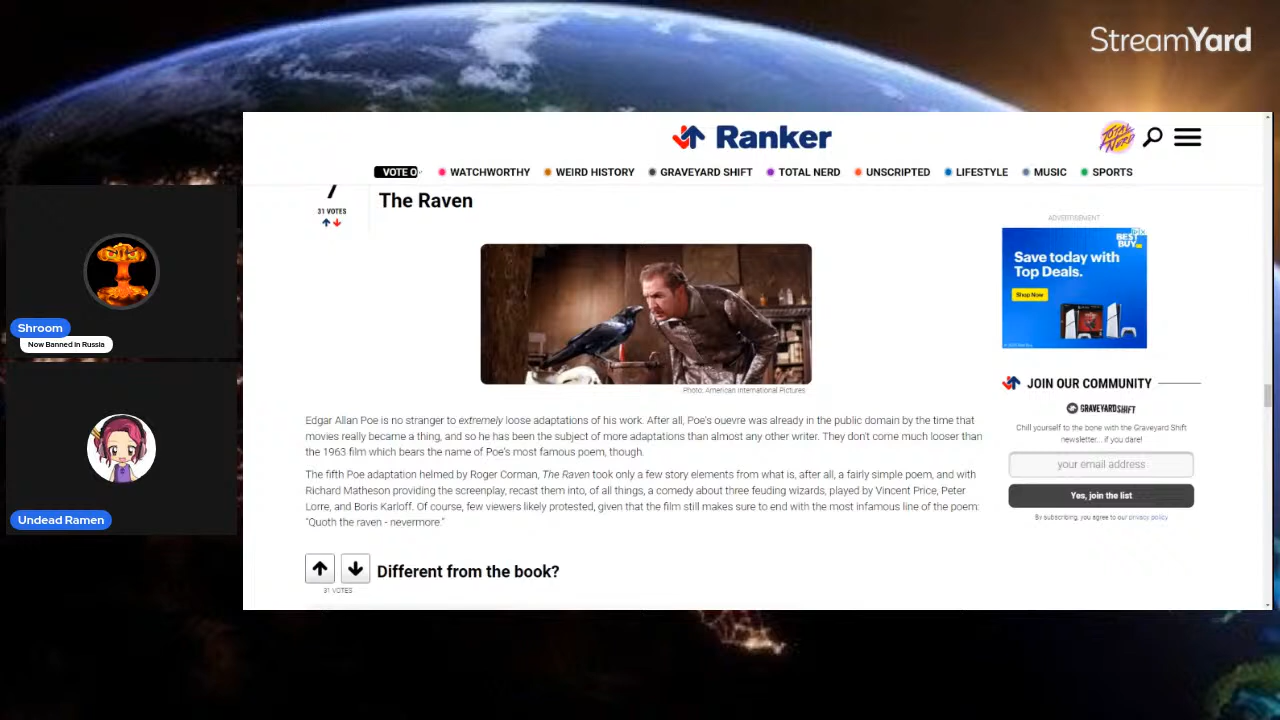 StreamYard
Ranker
TOTAL NERD
VOTE O
WATCHWORTHY
WEIRD HISTORY
GRAVEYARD SHIFT
TOTAL NERD
UNSCRIPTED
LIFESTYLE
MUSIC
SPORTS
7
The Raven
31 VOTES
Photo: American International Pictures
Edgar Allan Poe is no stranger to extremely loose adaptations of his work. After all, Poe's ouevre was already in the public domain by the time that
movies really became a thing, and so he has been the subject of more adaptations than almost any other writer. They don't come much looser than
the 1963 film which bears the name of Poe's most famous poem, though.
The fifth Poe adaptation helmed by Roger Corman, The Raven took only a few story elements from what is, after all, a fairly simple poem, and with
Richard Matheson providing the screenplay, recast them into, of all things, a comedy about three feuding wizards, played by Vincent Price, Peter
Lorre, and Boris Karloff. Of course, few viewers likely protested, given that the film still makes sure to end with the most infamous line of the poem:
"Quoth the raven - nevermore."
Different from the book?
31 VOTES
ADVERTISEMENT
BEST
BUY
Save today with
Top Deals.
Shop Now
JOIN OUR COMMUNITY
GRAVEYARDSHIFT
Chill yourself to the bone with the Graveyard Shift
newsletter... if you dare!
your email address
Yes, join the list
By subscribing, you agree to our privacy policy
Shroom
Now Banned in Russia
Undead Ramen